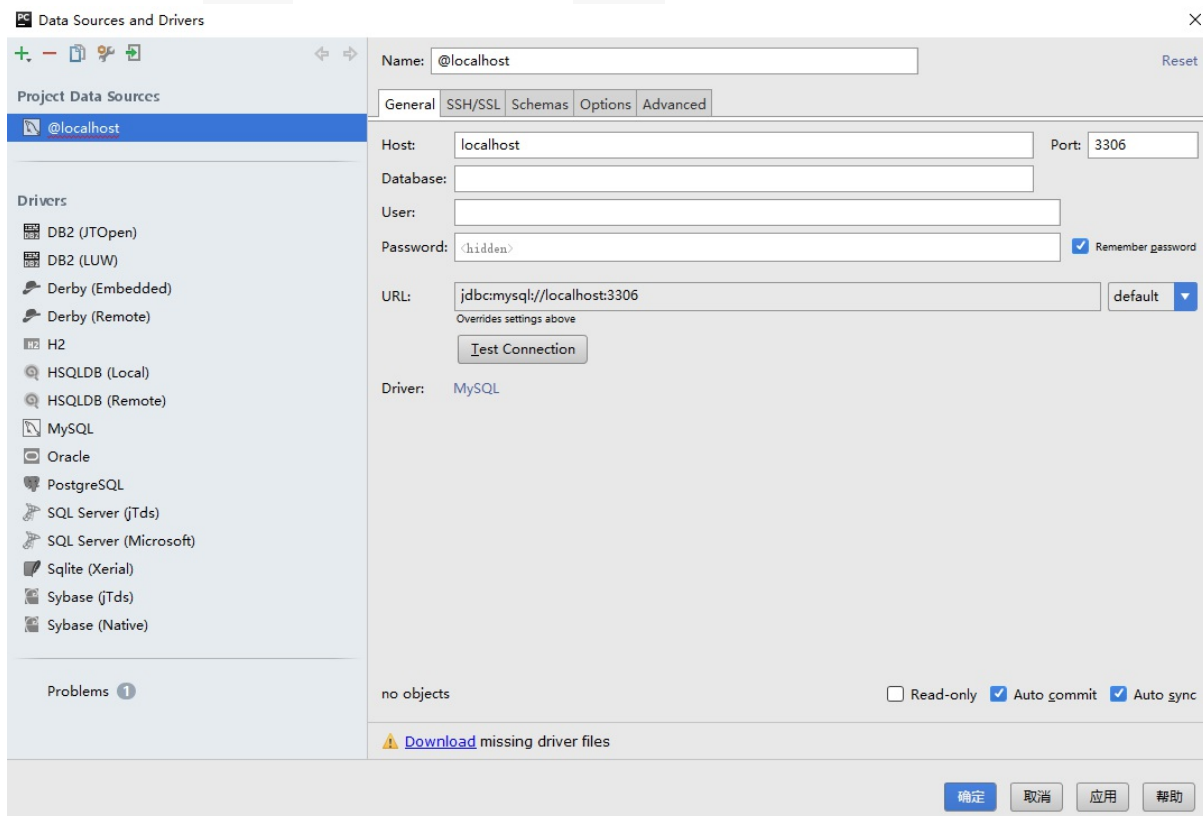 PC Data Sources and Drivers
Project Data Sources
@localhost
Drivers
DB2 (JTOpen)
DB2 (LUW)
Derby (Embedded)
Derby (Remote)
H2
HSQLDB (Local)
HSQLDB (Remote)
MySQL
Oracle
PostgreSQL
SQL Server (jTds)
SQL Server (Microsoft)
Sqlite (Xerial)
Sybase (jTds)
Sybase (Native)
Problems 1
Name: @localhost Reset
General SSH/SSL Schemas Options Advanced
Host: localhost Port: 3306
Database:
User:
Password: <hidden> Remember password
URL: jdbc:mysql://localhost:3306 default
Overrides settings above
Test Connection
Driver: MySQL
no objects Read-only Auto commit Auto sync
Download missing driver files
确定 取消 应用 帮助